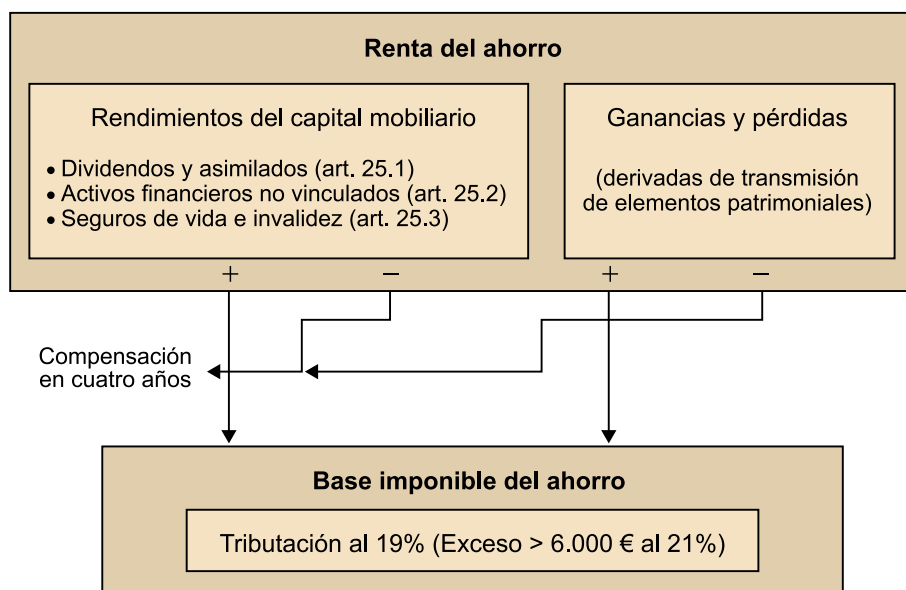 Renta del ahorro
Rendimientos del capital mobiliario
• Dividendos y asimilados (art. 25.1)
• Activos financieros no vinculados (art. 25.2)
• Seguros de vida e invalidez (art. 25.3)
Ganancias y pérdidas
(derivadas de transmisión
de elementos patrimoniales)
+ − + −
Compensación
en cuatro años
Base imponible del ahorro
Tributación al 19% (Exceso > 6.000 € al 21%)